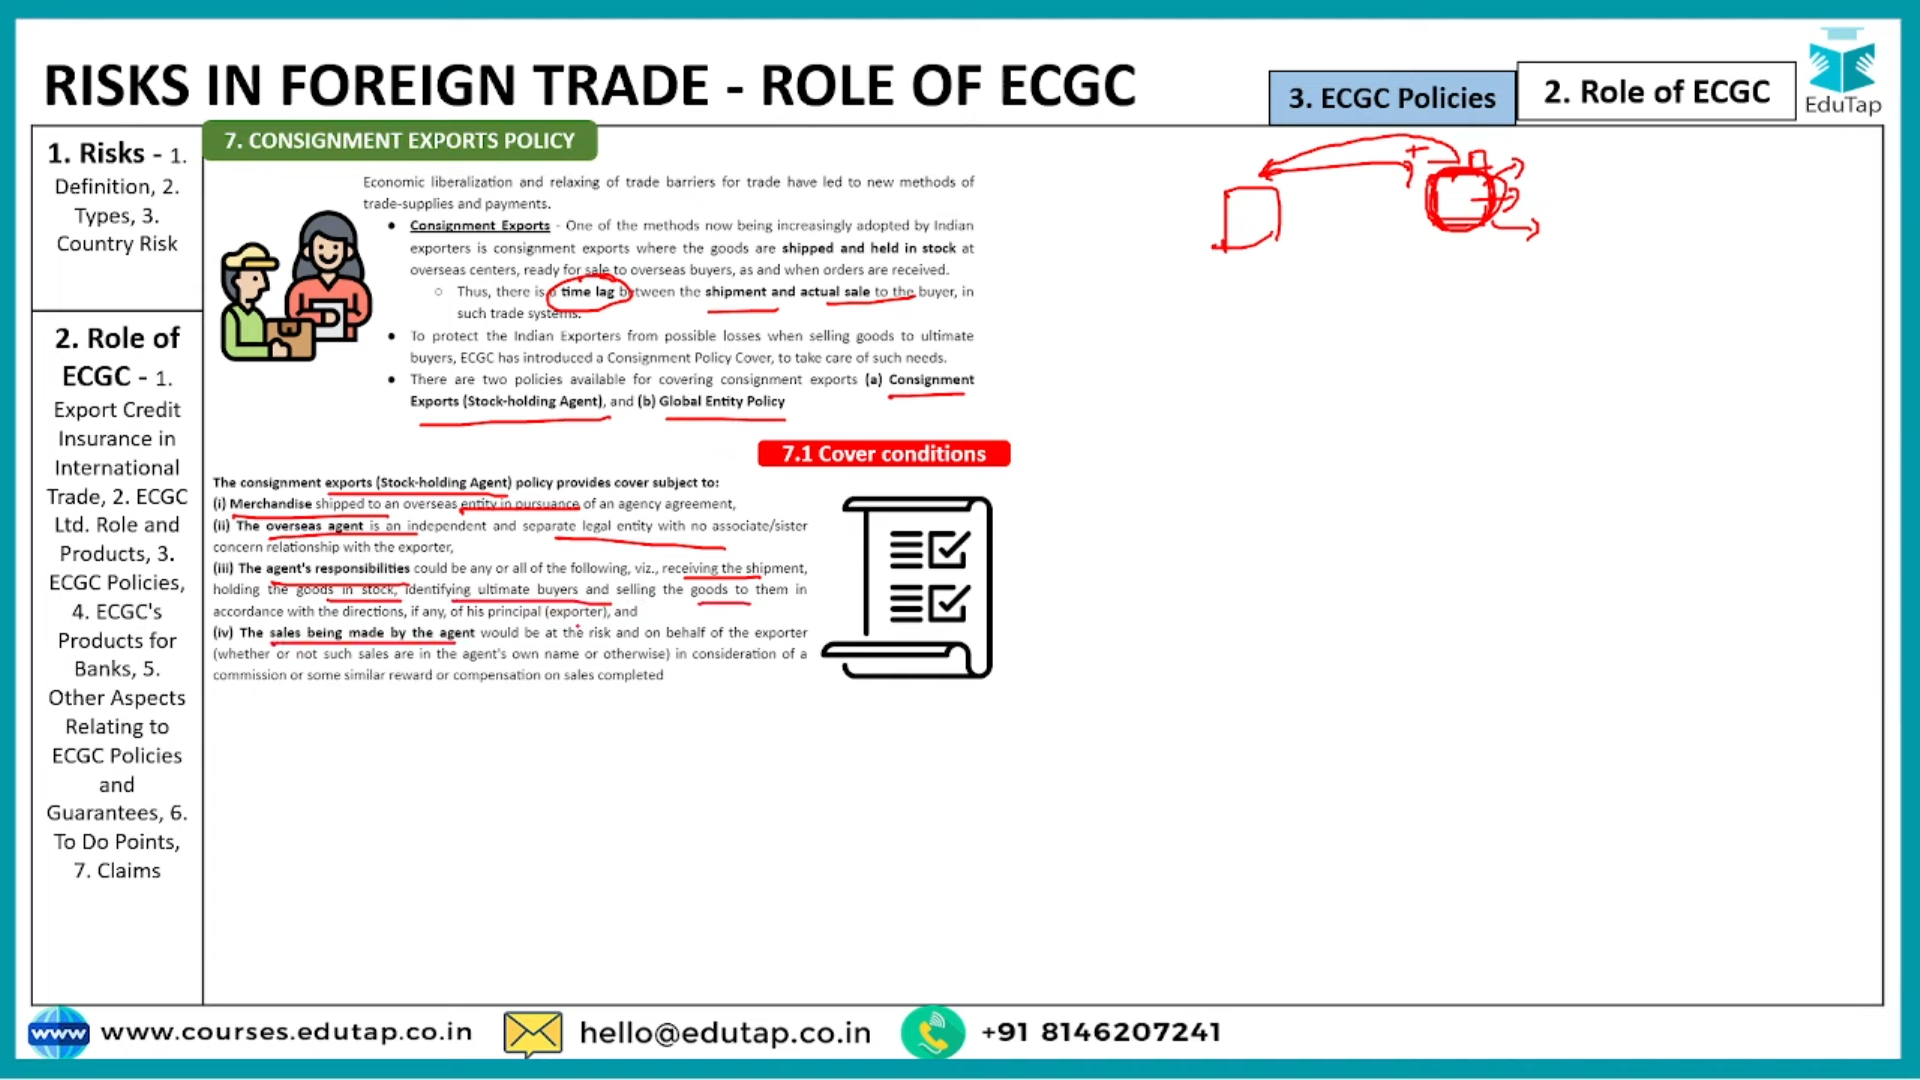 RISKS IN FOREIGN TRADE - ROLE OF ECGC
3. ECGC Policies
2. Role of ECGC
EduTap
1. Risks - 1.
Definition, 2.
Types, 3.
Country Risk
2. Role of
ECGC - 1.
Export Credit
Insurance in
International
Trade, 2. ECGC
Ltd. Role and
Products, 3.
ECGC Policies,
4. ECGC's
Products for
Banks, 5.
Other Aspects
Relating to
ECGC Policies
and
Guarantees, 6.
To Do Points,
7. Claims
7. CONSIGNMENT EXPORTS POLICY
Economic liberalization and relaxing of trade barriers for trade have led to new methods of
trade-supplies and payments.
● Consignment Exports - One of the methods now being increasingly adopted by Indian
exporters is consignment exports where the goods are shipped and held in stock at
overseas centers, ready for sale to overseas buyers, as and when orders are received.
○ Thus, there is a time lag between the shipment and actual sale to the buyer, in
such trade systems.
● To protect the Indian Exporters from possible losses when selling goods to ultimate
buyers, ECGC has introduced a Consignment Policy Cover, to take care of such needs.
● There are two policies available for covering consignment exports (a) Consignment
Exports (Stock-holding Agent), and (b) Global Entity Policy
7.1 Cover conditions
The consignment exports (Stock-holding Agent) policy provides cover subject to:
(i) Merchandise shipped to an overseas entity in pursuance of an agency agreement,
(ii) The overseas agent is an independent and separate legal entity with no associate/sister
concern relationship with the exporter,
(iii) The agent's responsibilities could be any or all of the following, viz., receiving the shipment,
holding the goods in stock, identifying ultimate buyers and selling the goods to them in
accordance with the directions, if any, of his principal (exporter), and
(iv) The sales being made by the agent would be at the risk and on behalf of the exporter
(whether or not such sales are in the agent's own name or otherwise) in consideration of a
commission or some similar reward or compensation on sales completed
www www.courses.edutap.co.in
hello@edutap.co.in
+91 8146207241